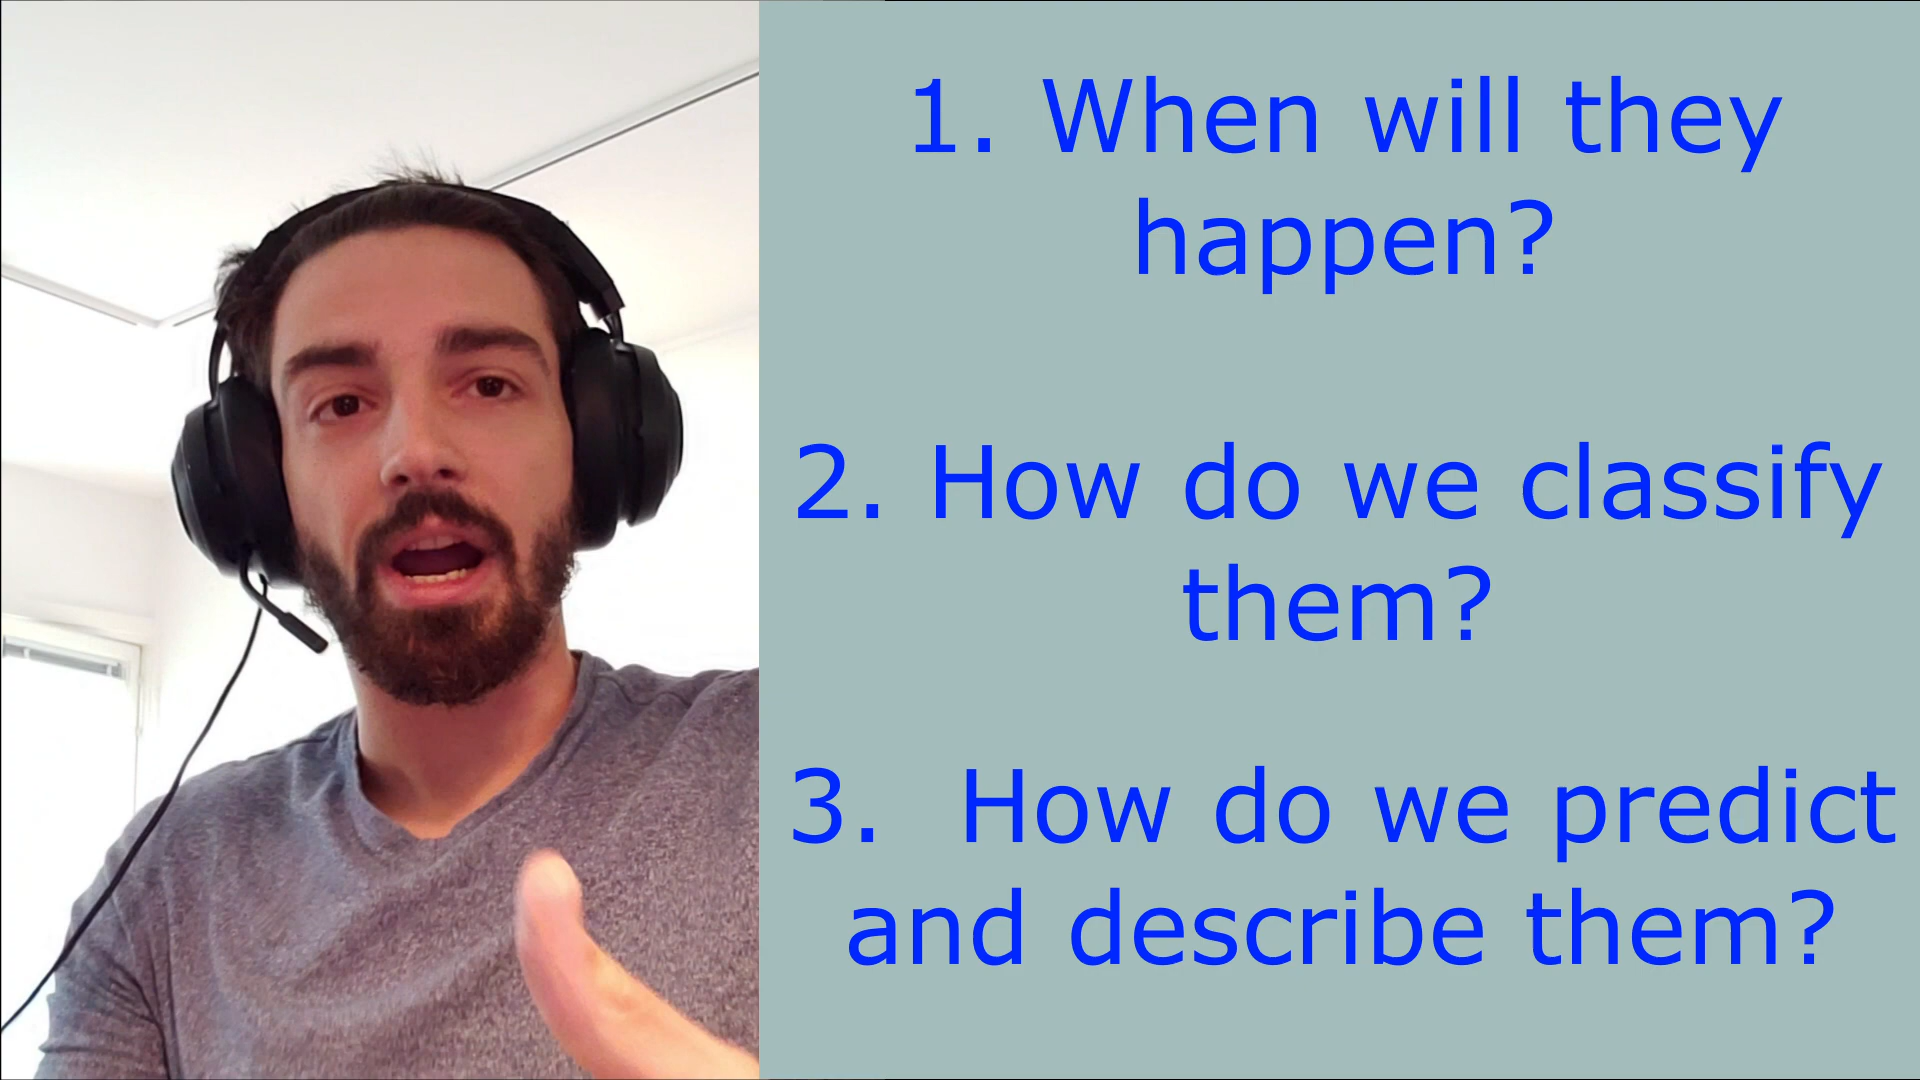 1. When will they
happen?
2. How do we classify
them?
3. How do we predict
and describe them?